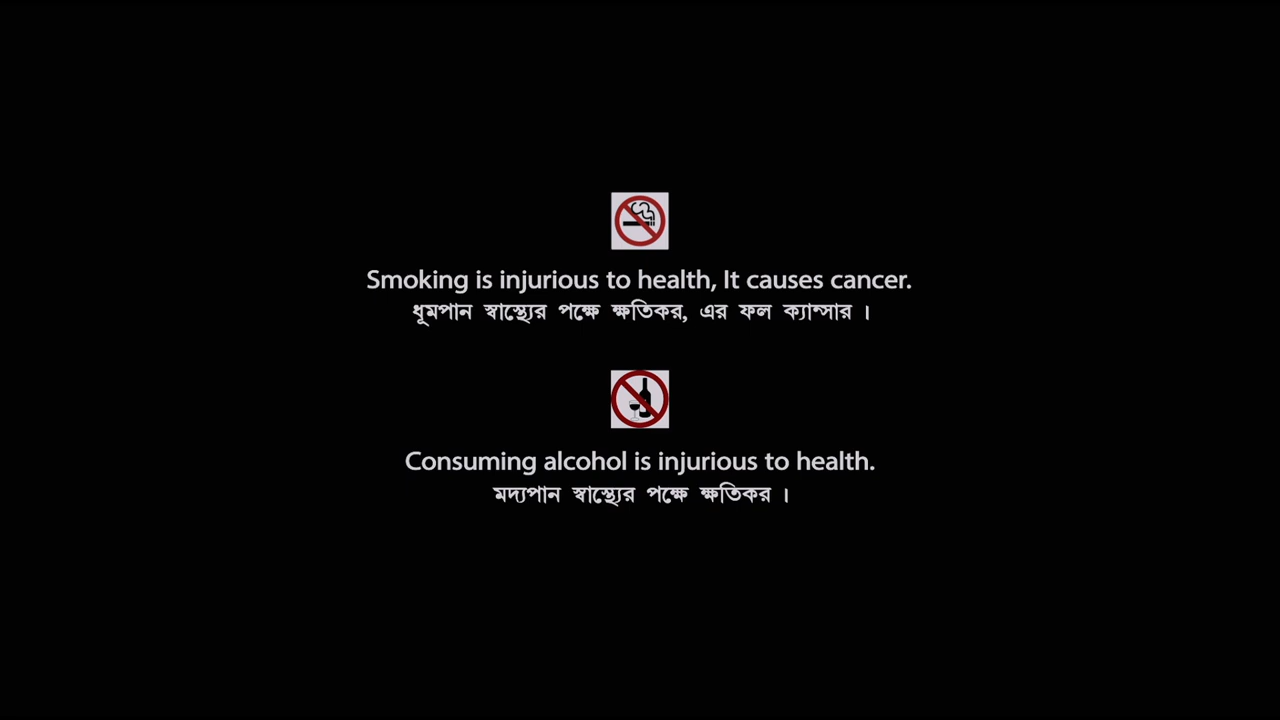 Smoking is injurious to health, It causes cancer.
ধূমপান স্বাস্থ্যের পক্ষে ক্ষতিকর, এর ফল ক্যান্সার ।
Consuming alcohol is injurious to health.
মদ্যপান স্বাস্থ্যের পক্ষে ক্ষতিকর ।